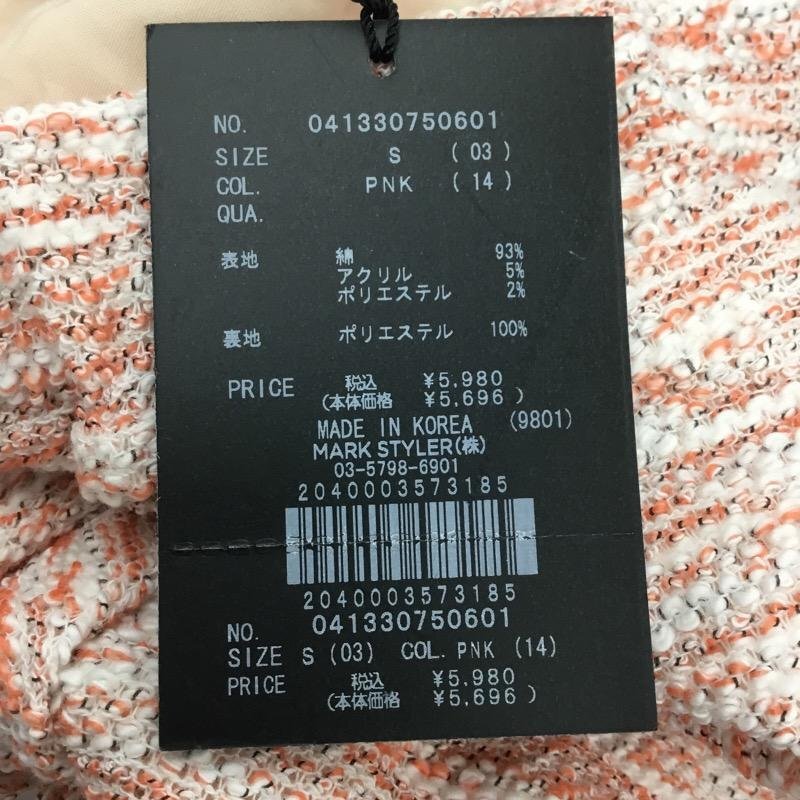 NO. 041330750601
SIZE S (03)
COL. PNK (14)
QUA.
表地 綿 93%
アクリル 5%
ポリエステル 2%
裏地 ポリエステル 100%
PRICE 税込 ¥5,980
(本体価格 ¥5,696 )
MADE IN KOREA (9801)
MARK STYLER(株)
03-5798-6901
2040003573185
2040003573185
NO. 041330750601
SIZE S (03) COL. PNK (14)
PRICE 税込 ¥5,980
(本体価格 ¥5,696 )